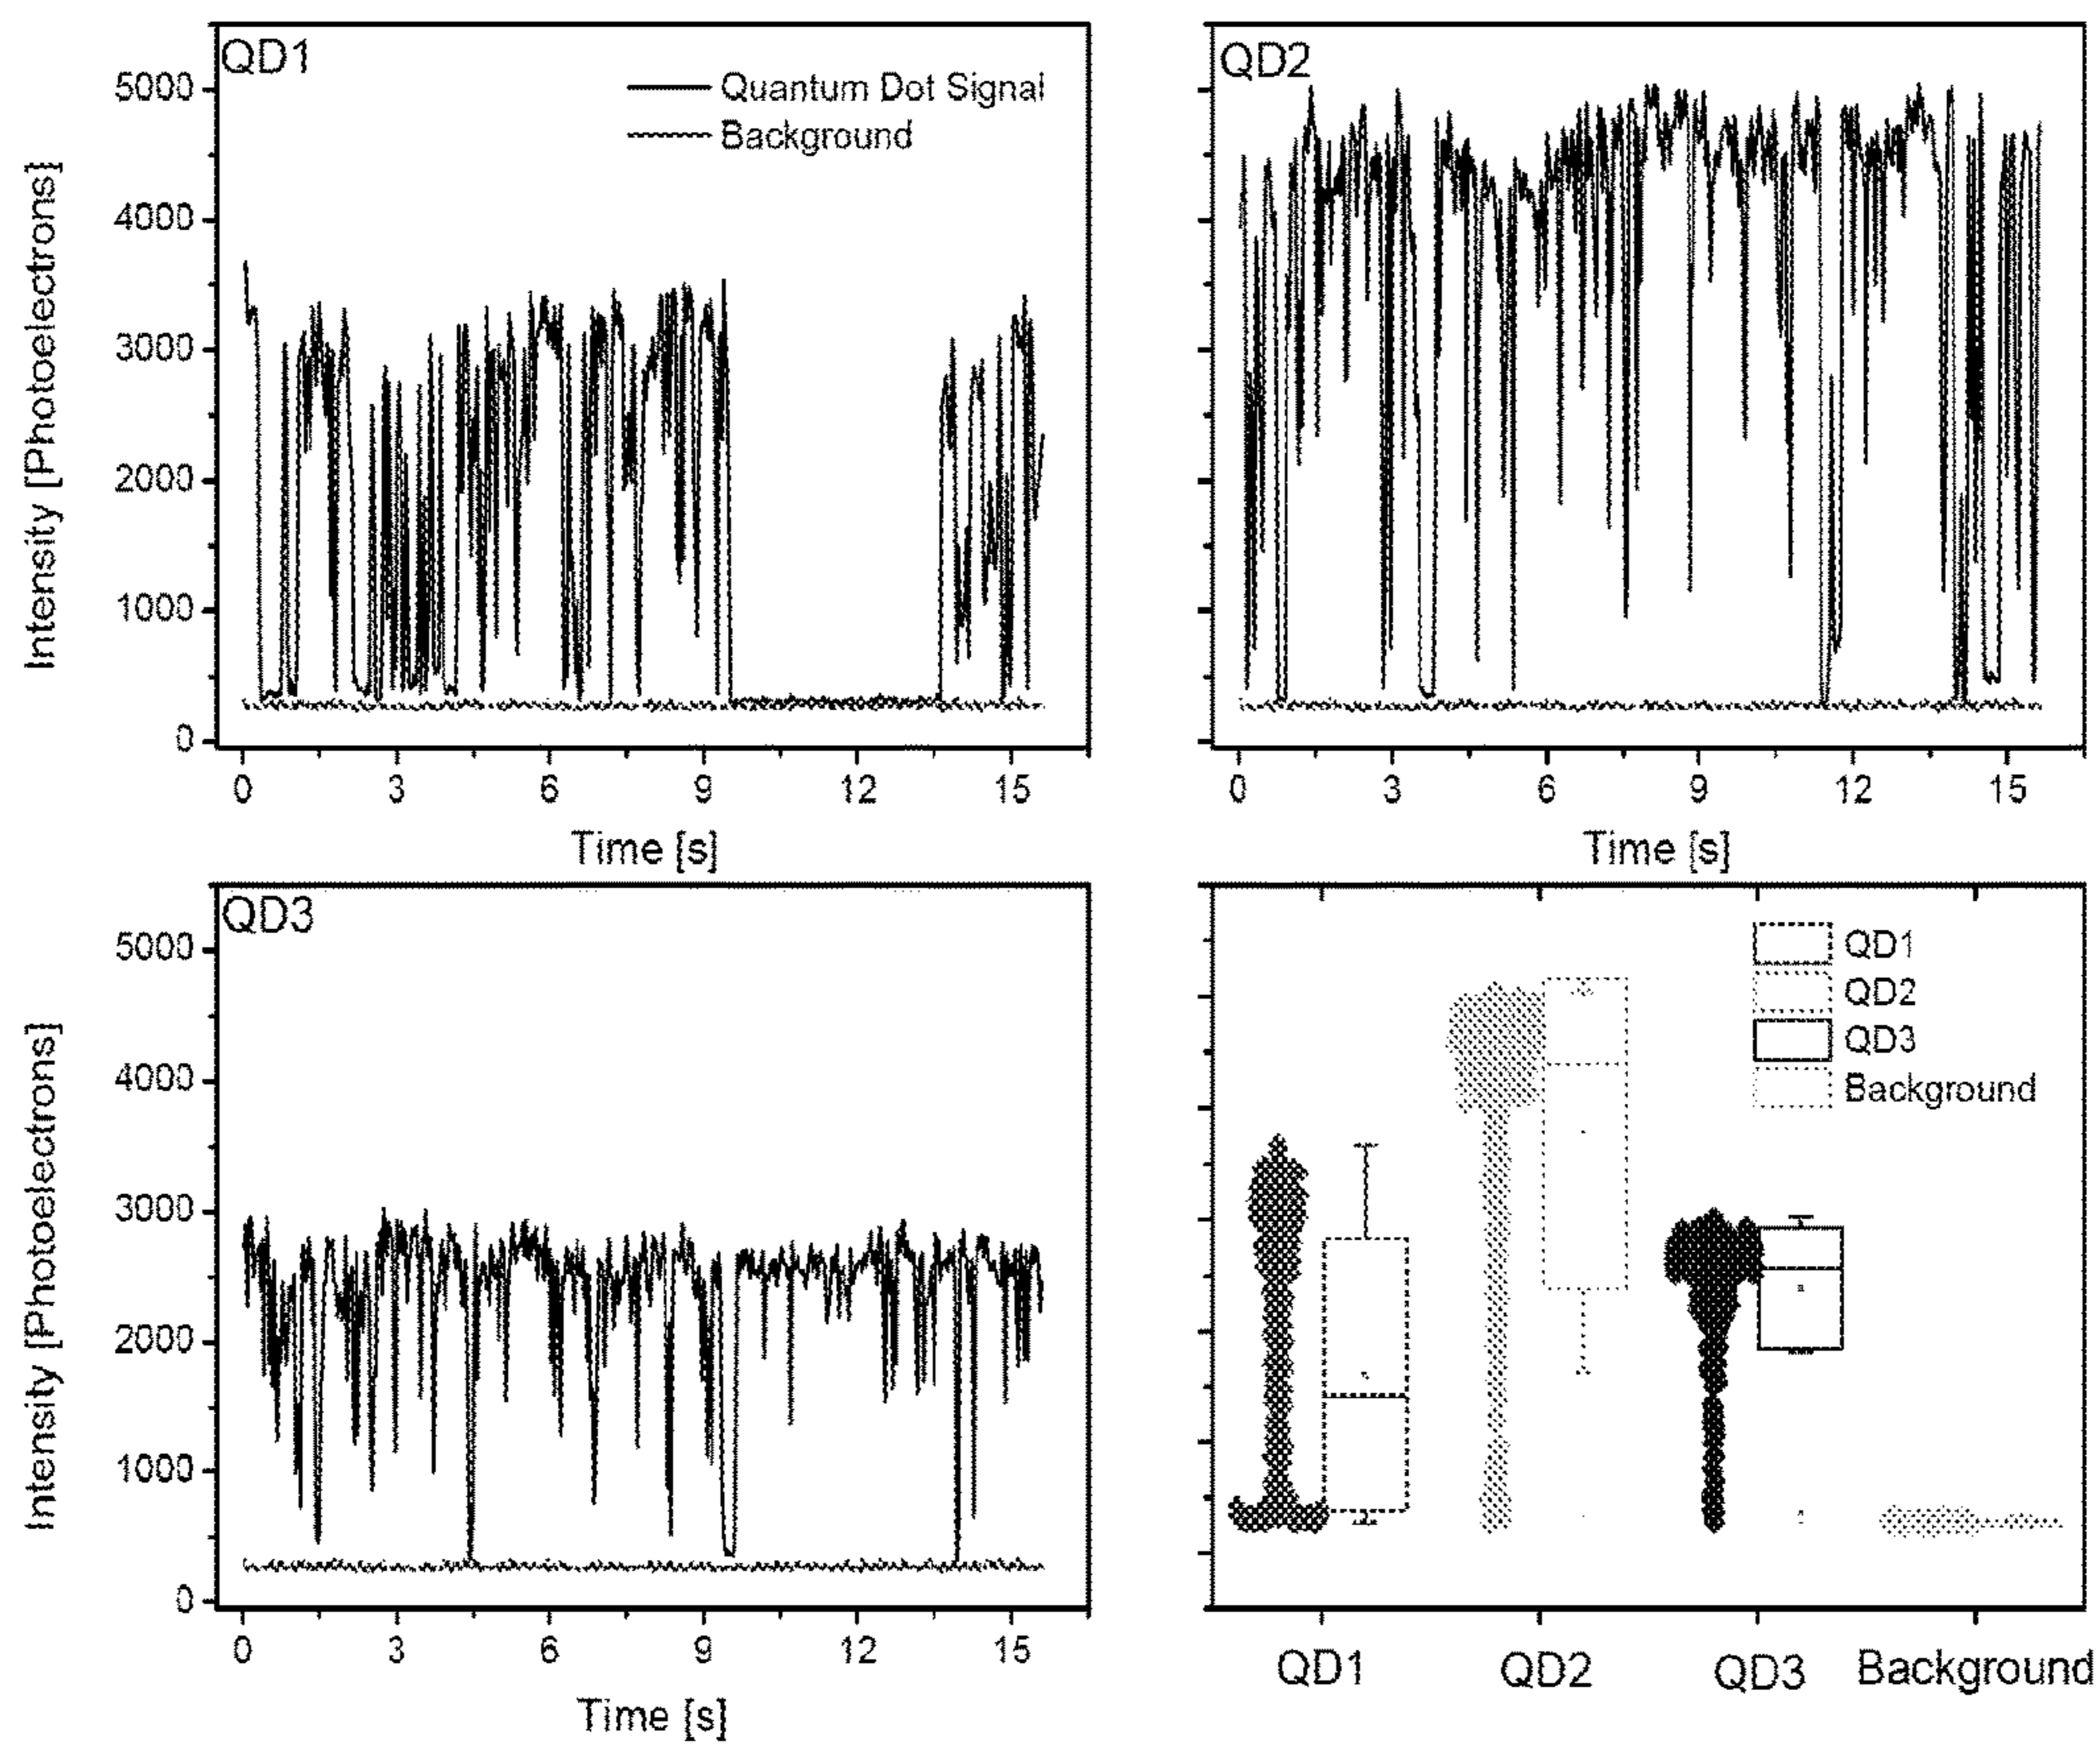 QD1
Quantum Dot Signal
Background
Intensity [Photoelectrons]
5000
4000
3000
2000
1000
0
0 3 6 9 12 15
Time [s]
QD2
0 3 6 9 12 15
Time [s]
QD3
Intensity [Photoelectrons]
5000
4000
3000
2000
1000
0
0 3 6 9 12 15
Time [s]
QD1
QD2
QD3
Background
QD1 QD2 QD3 Background